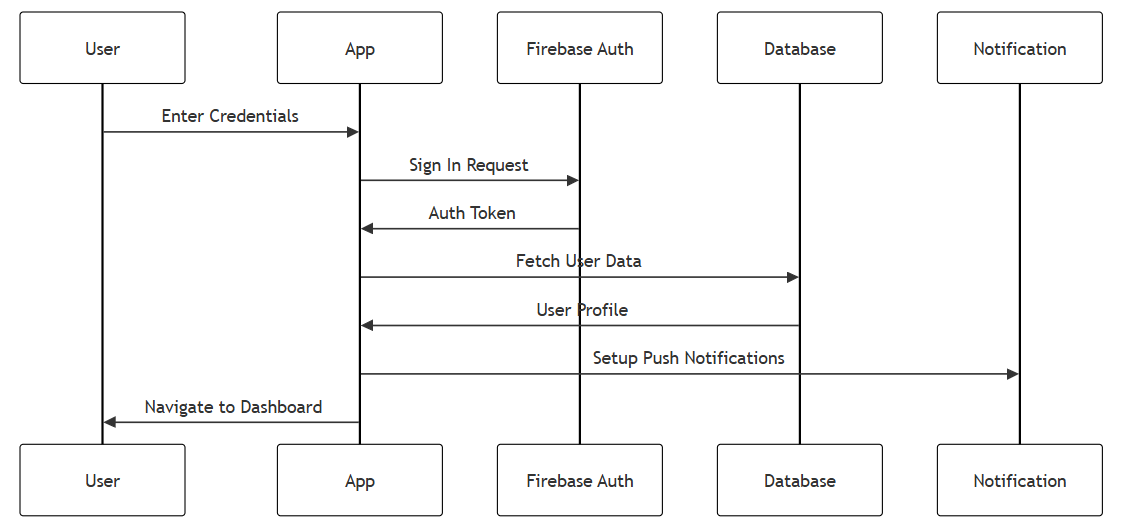 User
App
Firebase Auth
Database
Notification
Enter Credentials
Sign In Request
Auth Token
Fetch User Data
User Profile
Setup Push Notifications
Navigate to Dashboard
User
App
Firebase Auth
Database
Notification